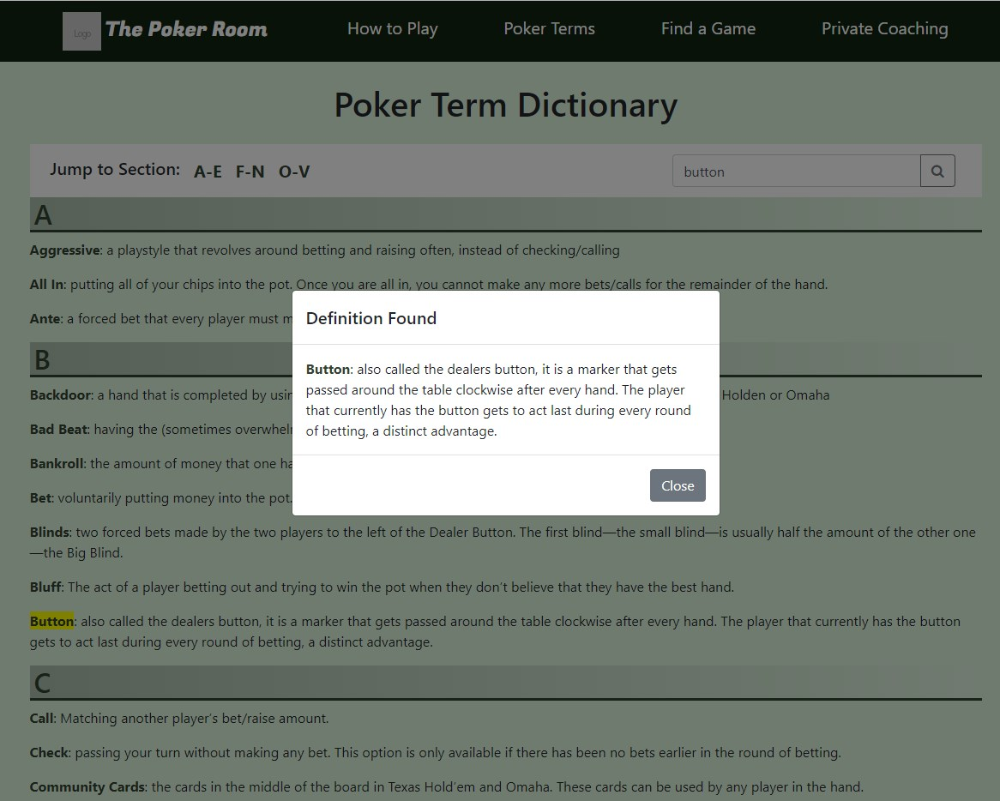 Logo
The Poker Room
How to Play
Poker Terms
Find a Game
Private Coaching
Poker Term Dictionary
Jump to Section: A-E F-N O-V
button
A
Aggressive: a playstyle that revolves around betting and raising often, instead of checking/calling
All In: putting all of your chips into the pot. Once you are all in, you cannot make any more bets/calls for the remainder of the hand.
Ante: a forced bet that every player must
B
Backdoor: a hand that is completed by
Holden or Omaha
Bad Beat: having the (sometimes
Bankroll: the amount of money that one
Bet: voluntarily putting money into the pot.
Blinds: two forced bets made by the two players to the left of the Dealer Button. The first blind—the small blind—is usually half the amount of the other one
—the Big Blind.
Bluff: The act of a player betting out and trying to win the pot when they don't believe that they have the best hand.
Button: also called the dealers button, it is a marker that gets passed around the table clockwise after every hand. The player that currently has the button
gets to act last during every round of betting, a distinct advantage.
C
Call: Matching another player's bet/raise amount.
Check: passing your turn without making any bet. This option is only available if there has been no bets earlier in the round of betting.
Community Cards: the cards in the middle of the board in Texas Hold'em and Omaha. These cards can be used by any player in the hand.
Definition Found
Button: also called the dealers button, it is a marker that gets
passed around the table clockwise after every hand. The player
that currently has the button gets to act last during every round
of betting, a distinct advantage.
Close